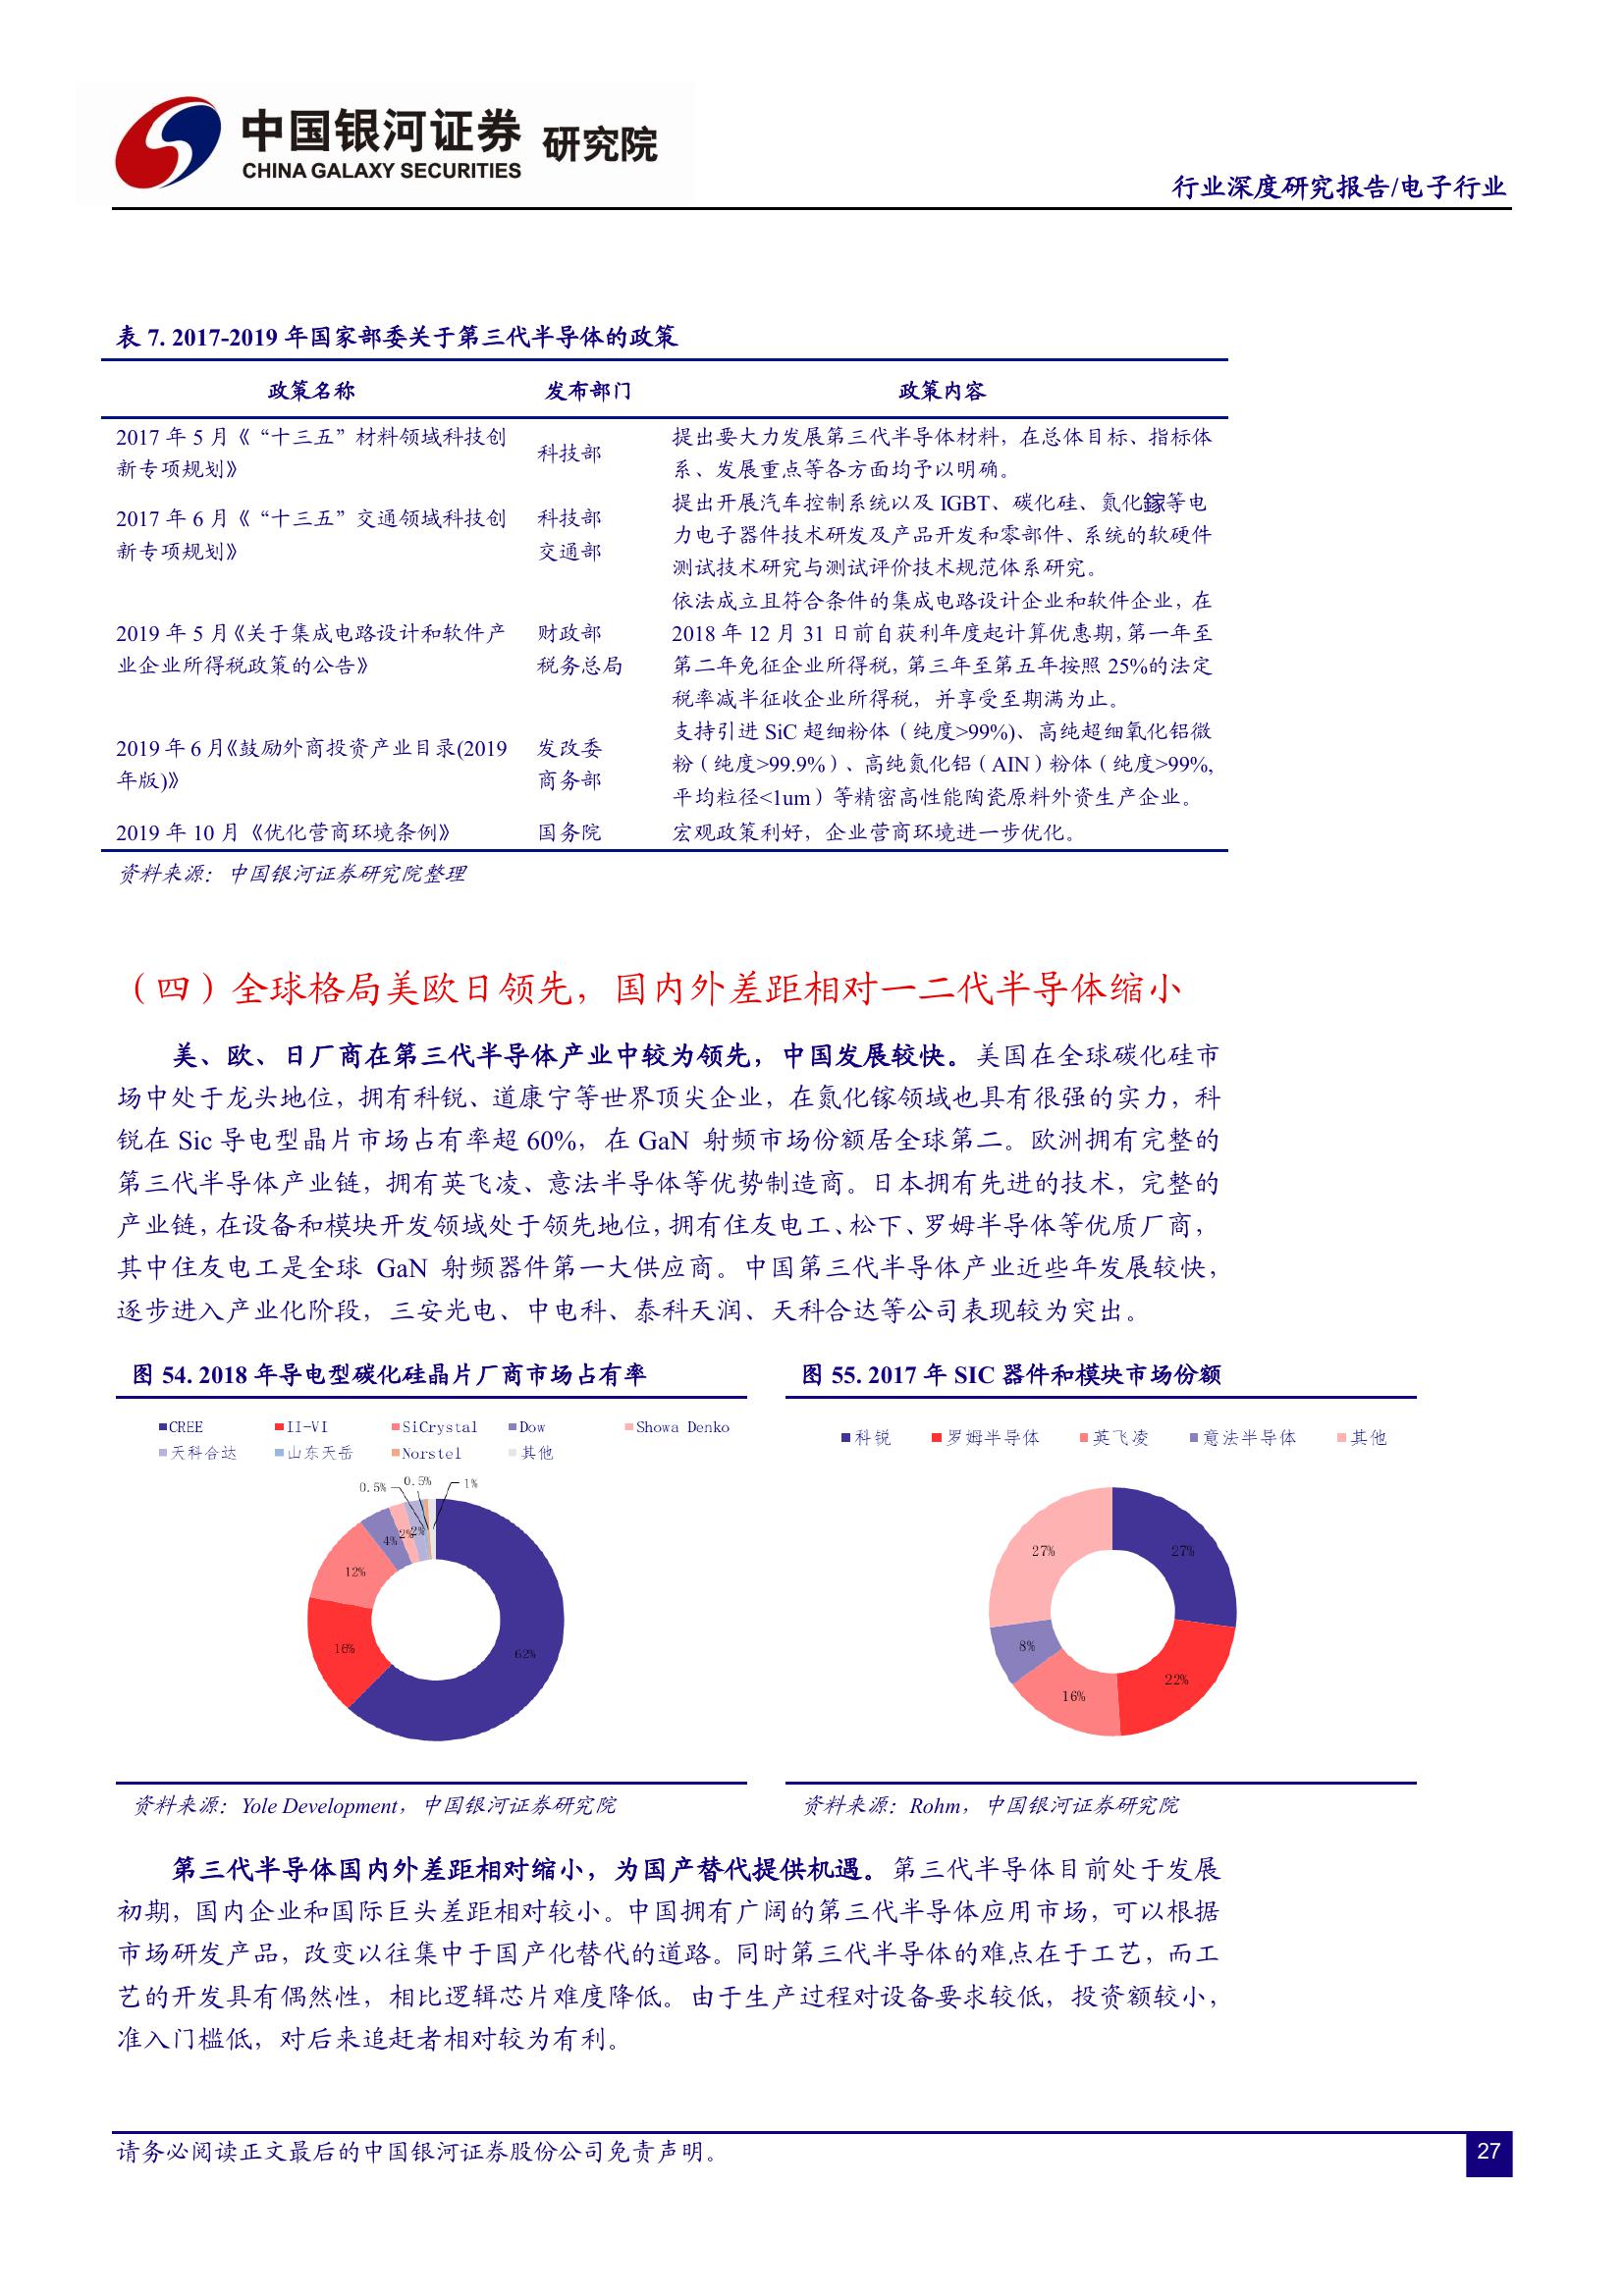 中国银河证券 研究院
CHINA GALAXY SECURITIES
行业深度研究报告/电子行业
表 7. 2017-2019 年国家部委关于第三代半导体的政策
政策名称 发布部门 政策内容
2017 年 5 月《“十三五”材料领域科技创
新专项规划》
科技部
提出要大力发展第三代半导体材料，在总体目标、指标体
系、发展重点等各方面均予以明确。
2017 年 6 月《“十三五”交通领域科技创
新专项规划》
科技部
交通部
提出开展汽车控制系统以及 IGBT、碳化硅、氮化鎵等电
力电子器件技术研发及产品开发和零部件、系统的软硬件
测试技术研究与测试评价技术规范体系研究。
2019 年 5 月《关于集成电路设计和软件产
业企业所得税政策的公告》
财政部
税务总局
依法成立且符合条件的集成电路设计企业和软件企业，在
2018 年 12 月 31 日前自获利年度起计算优惠期，第一年至
第二年免征企业所得税，第三年至第五年按照 25%的法定
税率减半征收企业所得税，并享受至期满为止。
2019 年 6 月《鼓励外商投资产业目录(2019
年版)》
发改委
商务部
支持引进 SiC 超细粉体（纯度>99%)、高纯超细氧化铝微
粉（纯度>99.9%）、高纯氮化铝（AIN）粉体（纯度>99%,
平均粒径<1um）等精密高性能陶瓷原料外资生产企业。
2019 年 10 月《优化营商环境条例》
国务院
宏观政策利好，企业营商环境进一步优化。
资料来源：中国银河证券研究院整理
（四）全球格局美欧日领先，国内外差距相对一二代半导体缩小
美、欧、日厂商在第三代半导体产业中较为领先，中国发展较快。美国在全球碳化硅市
场中处于龙头地位，拥有科锐、道康宁等世界顶尖企业，在氮化镓领域也具有很强的实力，科
锐在 Sic 导电型晶片市场占有率超 60%，在 GaN 射频市场份额居全球第二。欧洲拥有完整的
第三代半导体产业链，拥有英飞凌、意法半导体等优势制造商。日本拥有先进的技术，完整的
产业链，在设备和模块开发领域处于领先地位，拥有住友电工、松下、罗姆半导体等优质厂商，
其中住友电工是全球 GaN 射频器件第一大供应商。中国第三代半导体产业近些年发展较快，
逐步进入产业化阶段，三安光电、中电科、泰科天润、天科合达等公司表现较为突出。
图 54. 2018 年导电型碳化硅晶片厂商市场占有率
CREE II-VI SiCrystal Dow Showa Denko
天科合达 山东天岳 Norstel 其他
0.5% 0.5% 1%
4% 2% 2%
12%
16%
62%
资料来源：Yole Development，中国银河证券研究院
图 55. 2017 年 SIC 器件和模块市场份额
科锐 罗姆半导体 英飞凌 意法半导体 其他
27% 27%
8%
22%
16%
资料来源：Rohm，中国银河证券研究院
第三代半导体国内外差距相对缩小，为国产替代提供机遇。第三代半导体目前处于发展
初期，国内企业和国际巨头差距相对较小。中国拥有广阔的第三代半导体应用市场，可以根据
市场研发产品，改变以往集中于国产化替代的道路。同时第三代半导体的难点在于工艺，而工
艺的开发具有偶然性，相比逻辑芯片难度降低。由于生产过程对设备要求较低，投资额较小，
准入门槛低，对后来追赶者相对较为有利。
请务必阅读正文最后的中国银河证券股份公司免责声明。
27